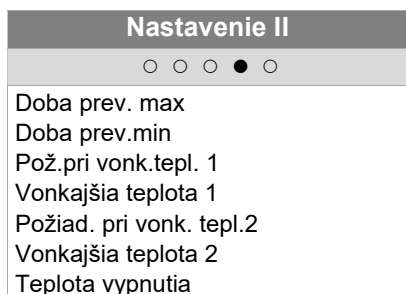 Nastavenie II
○ ○ ○ ● ○
Doba prev. max
Doba prev.min
Pož.pri vonk.tepl. 1
Vonkajšia teplota 1
Požiad. pri vonk. tepl.2
Vonkajšia teplota 2
Teplota vypnutia